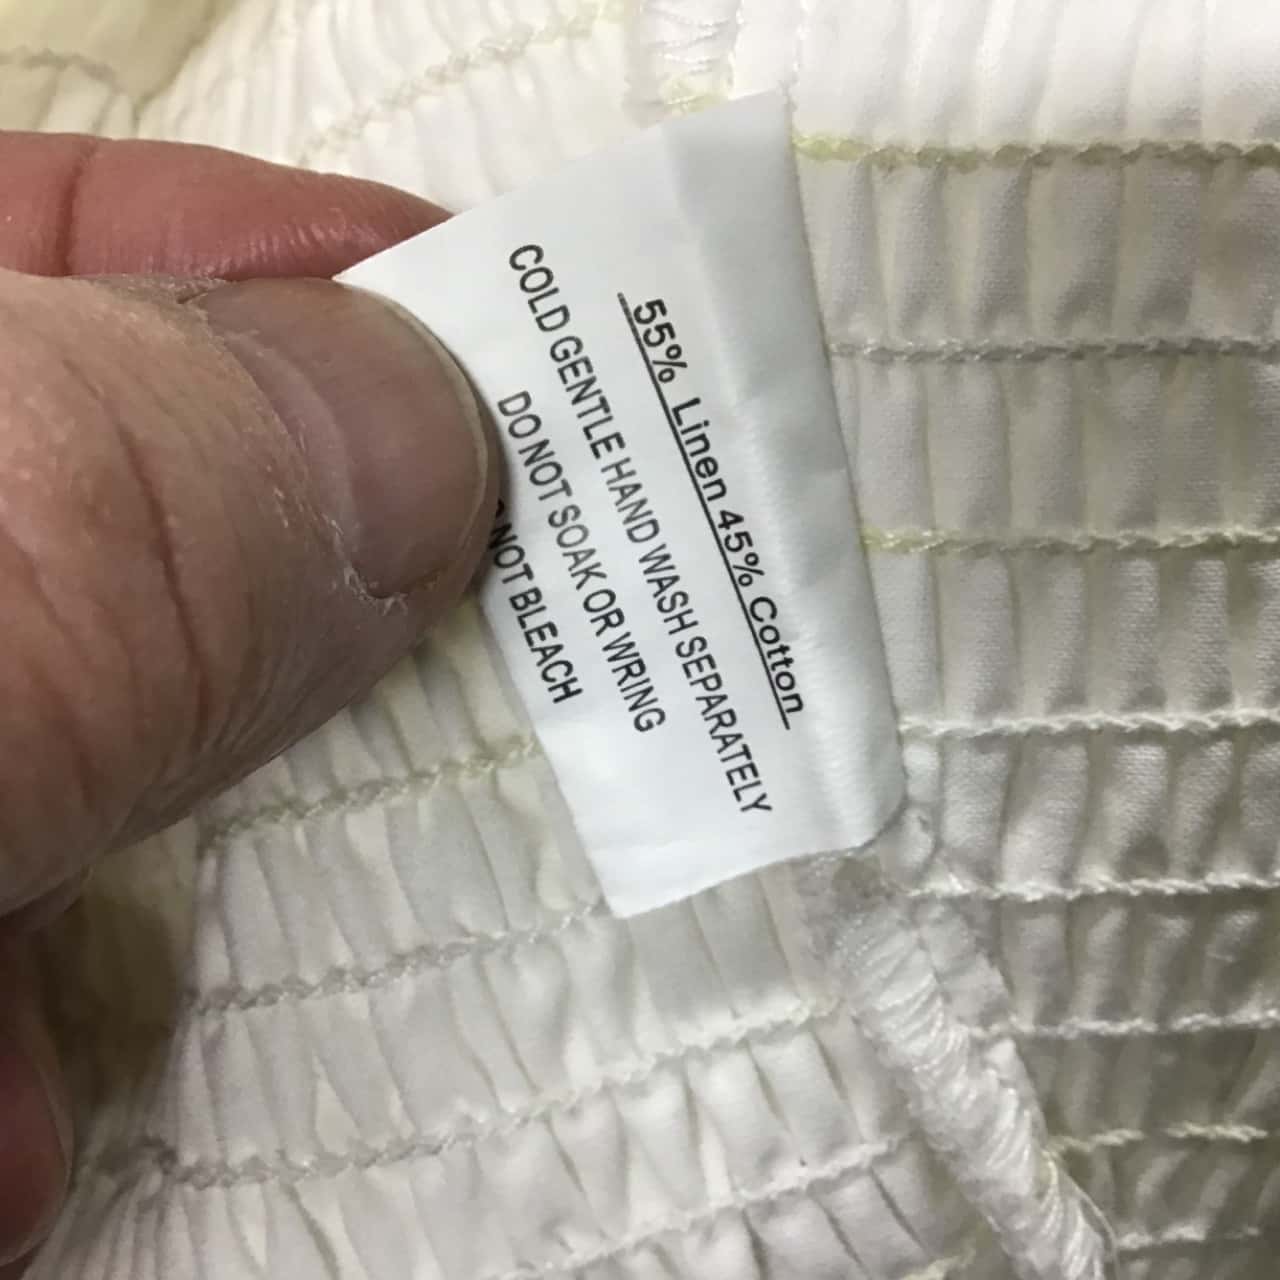 55% Linen 45% Cotton
COLD GENTLE HAND WASH SEPARATELY
DO NOT SOAK OR WRING
NOT BLEACH